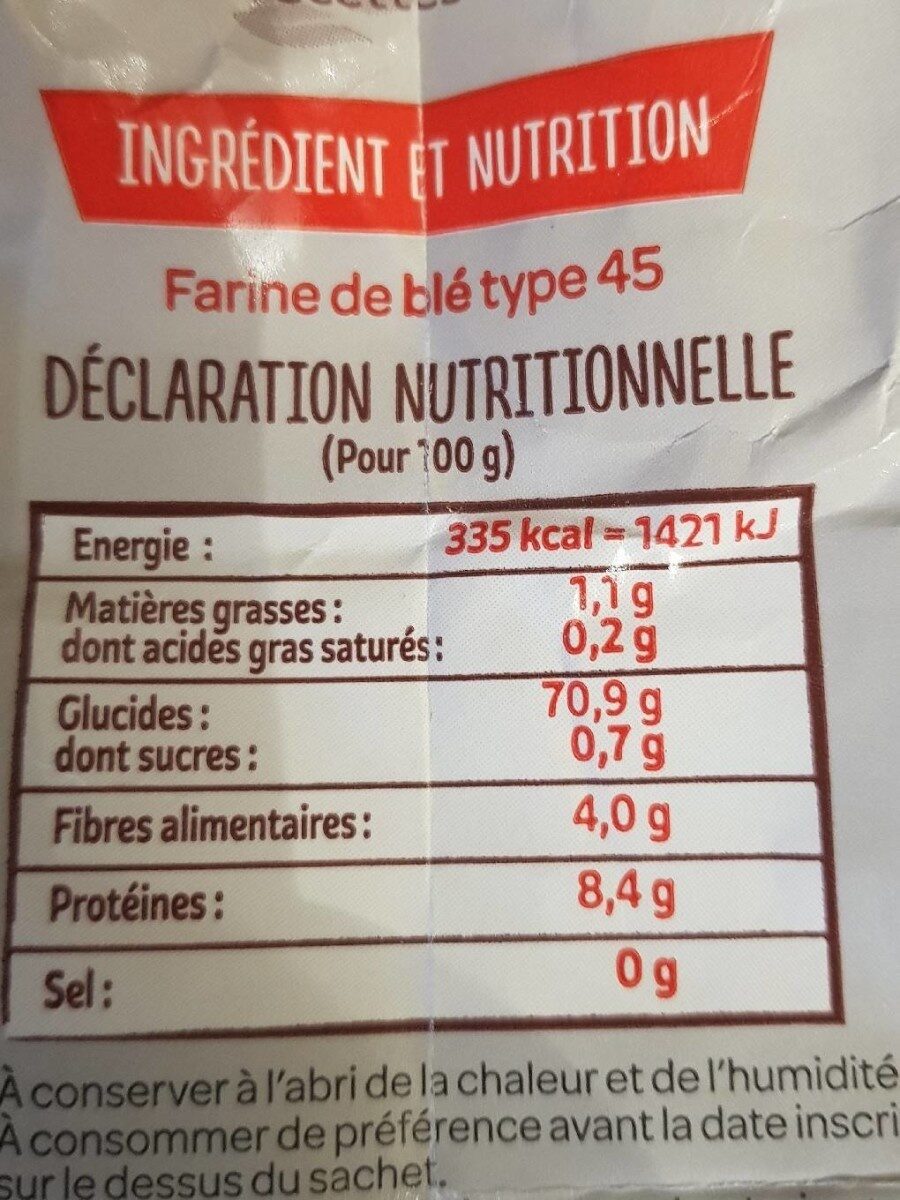 INGRÉDIENT ET NUTRITION
Farine de blé type 45
DÉCLARATION NUTRITIONNELLE
(Pour 100 g)
Energie : 335 kcal = 1421 kJ
Matières grasses : 1,1 g
dont acides gras saturés : 0,2 g
Glucides : 70,9 g
dont sucres : 0,7 g
Fibres alimentaires : 4,0 g
Protéines : 8,4 g
Sel : 0 g
À conserver à l'abri de la chaleur et de l'humidité
À consommer de préférence avant la date inscri
sur le dessus du sachet.